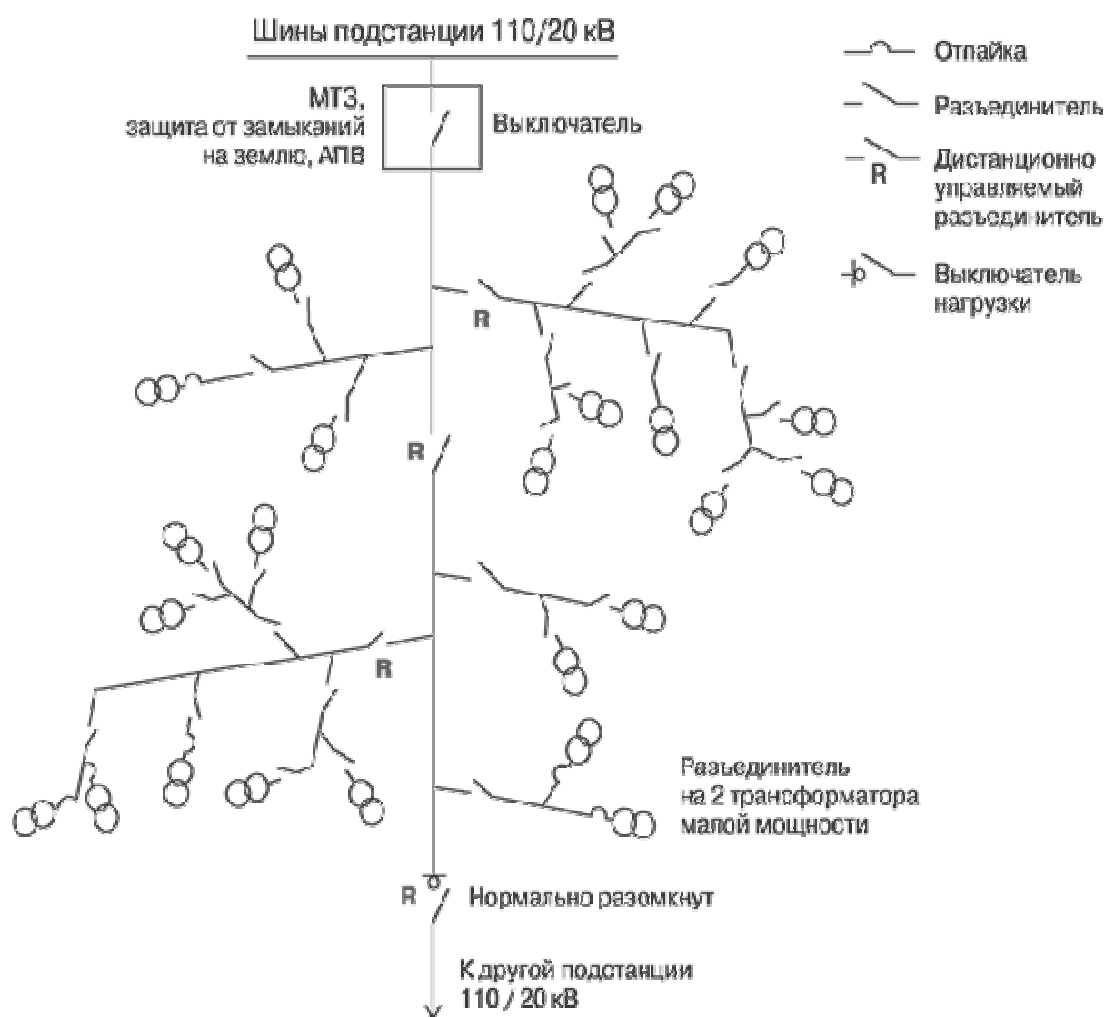 Шины подстанции 110/20 кВ
МТЗ,
защита от замыканий
на землю, АПВ
Выключатель
Отпайка
Разъединитель
R
Дистанционно
управляемый
разъединитель
Выключатель
нагрузки
R
R
R
Разъединитель
на 2 трансформатора
малой мощности
R
Нормально разомкнут
К другой подстанции
110 / 20 кВ